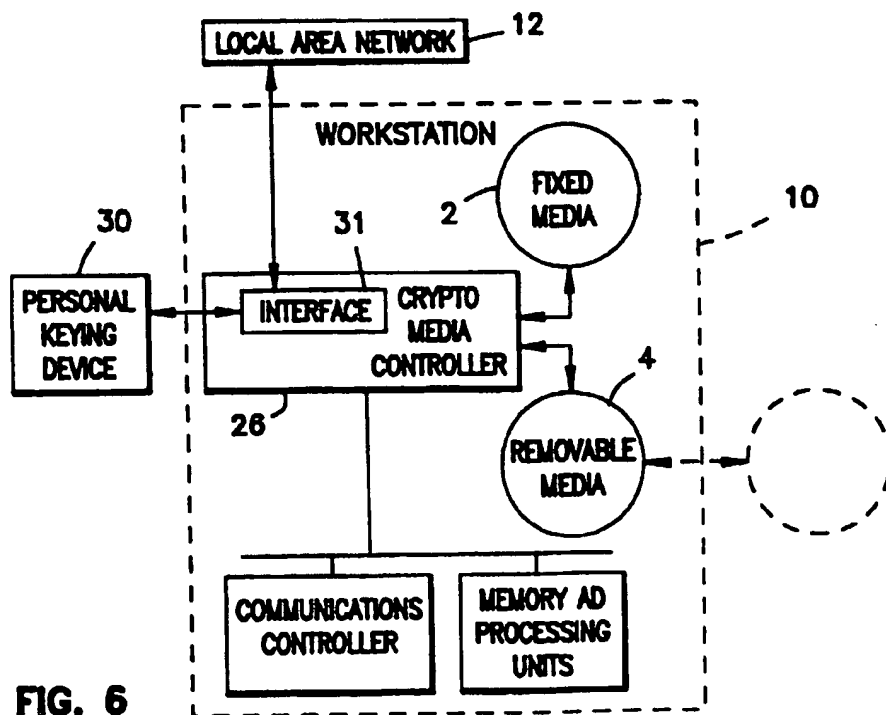 LOCAL AREA NETWORK
12
WORKSTATION
FIXED
MEDIA
2
10
30
31
PERSONAL
KEYING
DEVICE
INTERFACE
CRYPTO
MEDIA
CONTROLLER
26
4
REMOVABLE
MEDIA
COMMUNICATIONS
CONTROLLER
MEMORY AD
PROCESSING
UNITS
FIG. 6